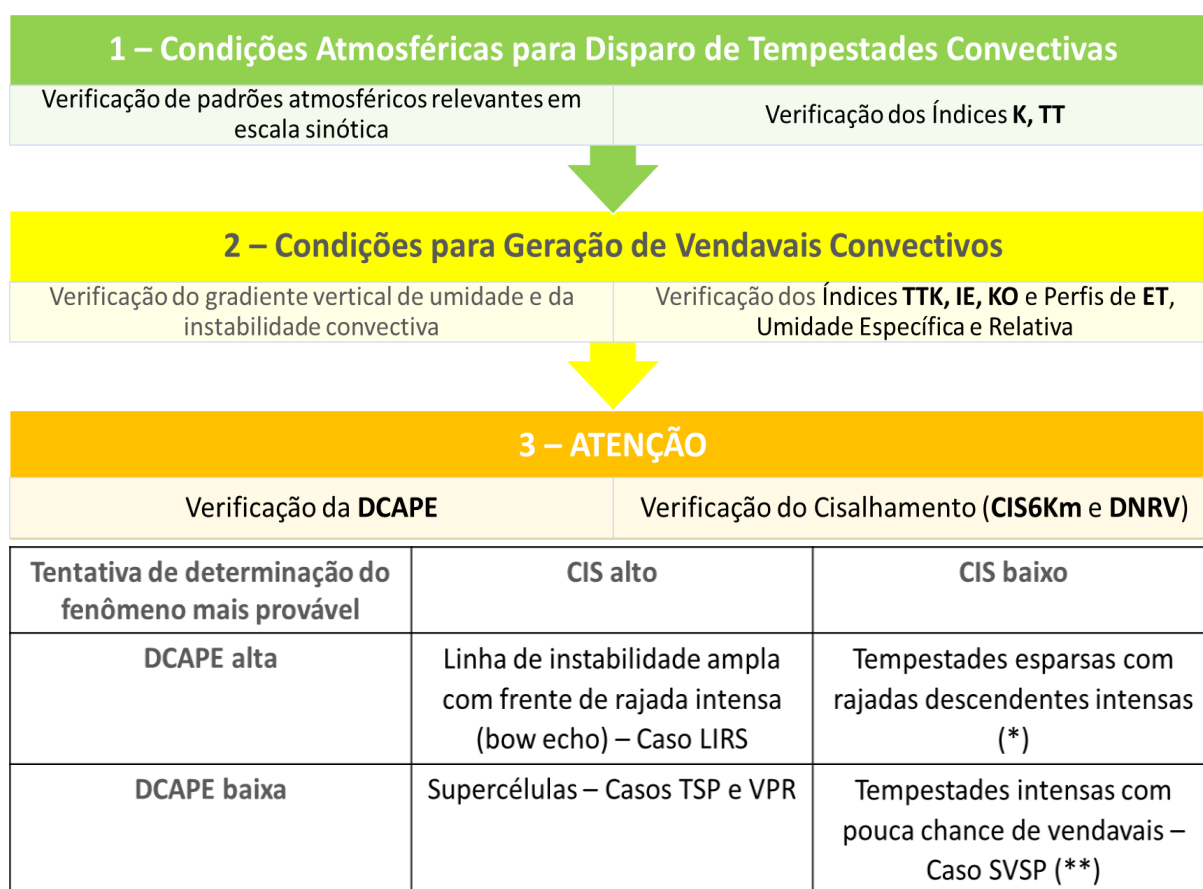 1 – Condições Atmosféricas para Disparo de Tempestades Convectivas
Verificação de padrões atmosféricos relevantes em
escala sinótica
Verificação dos Índices K, TT
2 – Condições para Geração de Vendavais Convectivos
Verificação do gradiente vertical de umidade e da
instabilidade convectiva
Verificação dos Índices TTK, IE, KO e Perfis de ET,
Umidade Específica e Relativa
3 – ATENÇÃO
Verificação da DCAPE
Verificação do Cisalhamento (CIS6Km e DNRV)
Tentativa de determinação do
fenômeno mais provável
CIS alto
CIS baixo
DCAPE alta
Linha de instabilidade ampla
com frente de rajada intensa
(bow echo) – Caso LIRS
Tempestades esparsas com
rajadas descendentes intensas
(*)
DCAPE baixa
Supercélulas – Casos TSP e VPR
Tempestades intensas com
pouca chance de vendavais –
Caso SVSP (**)